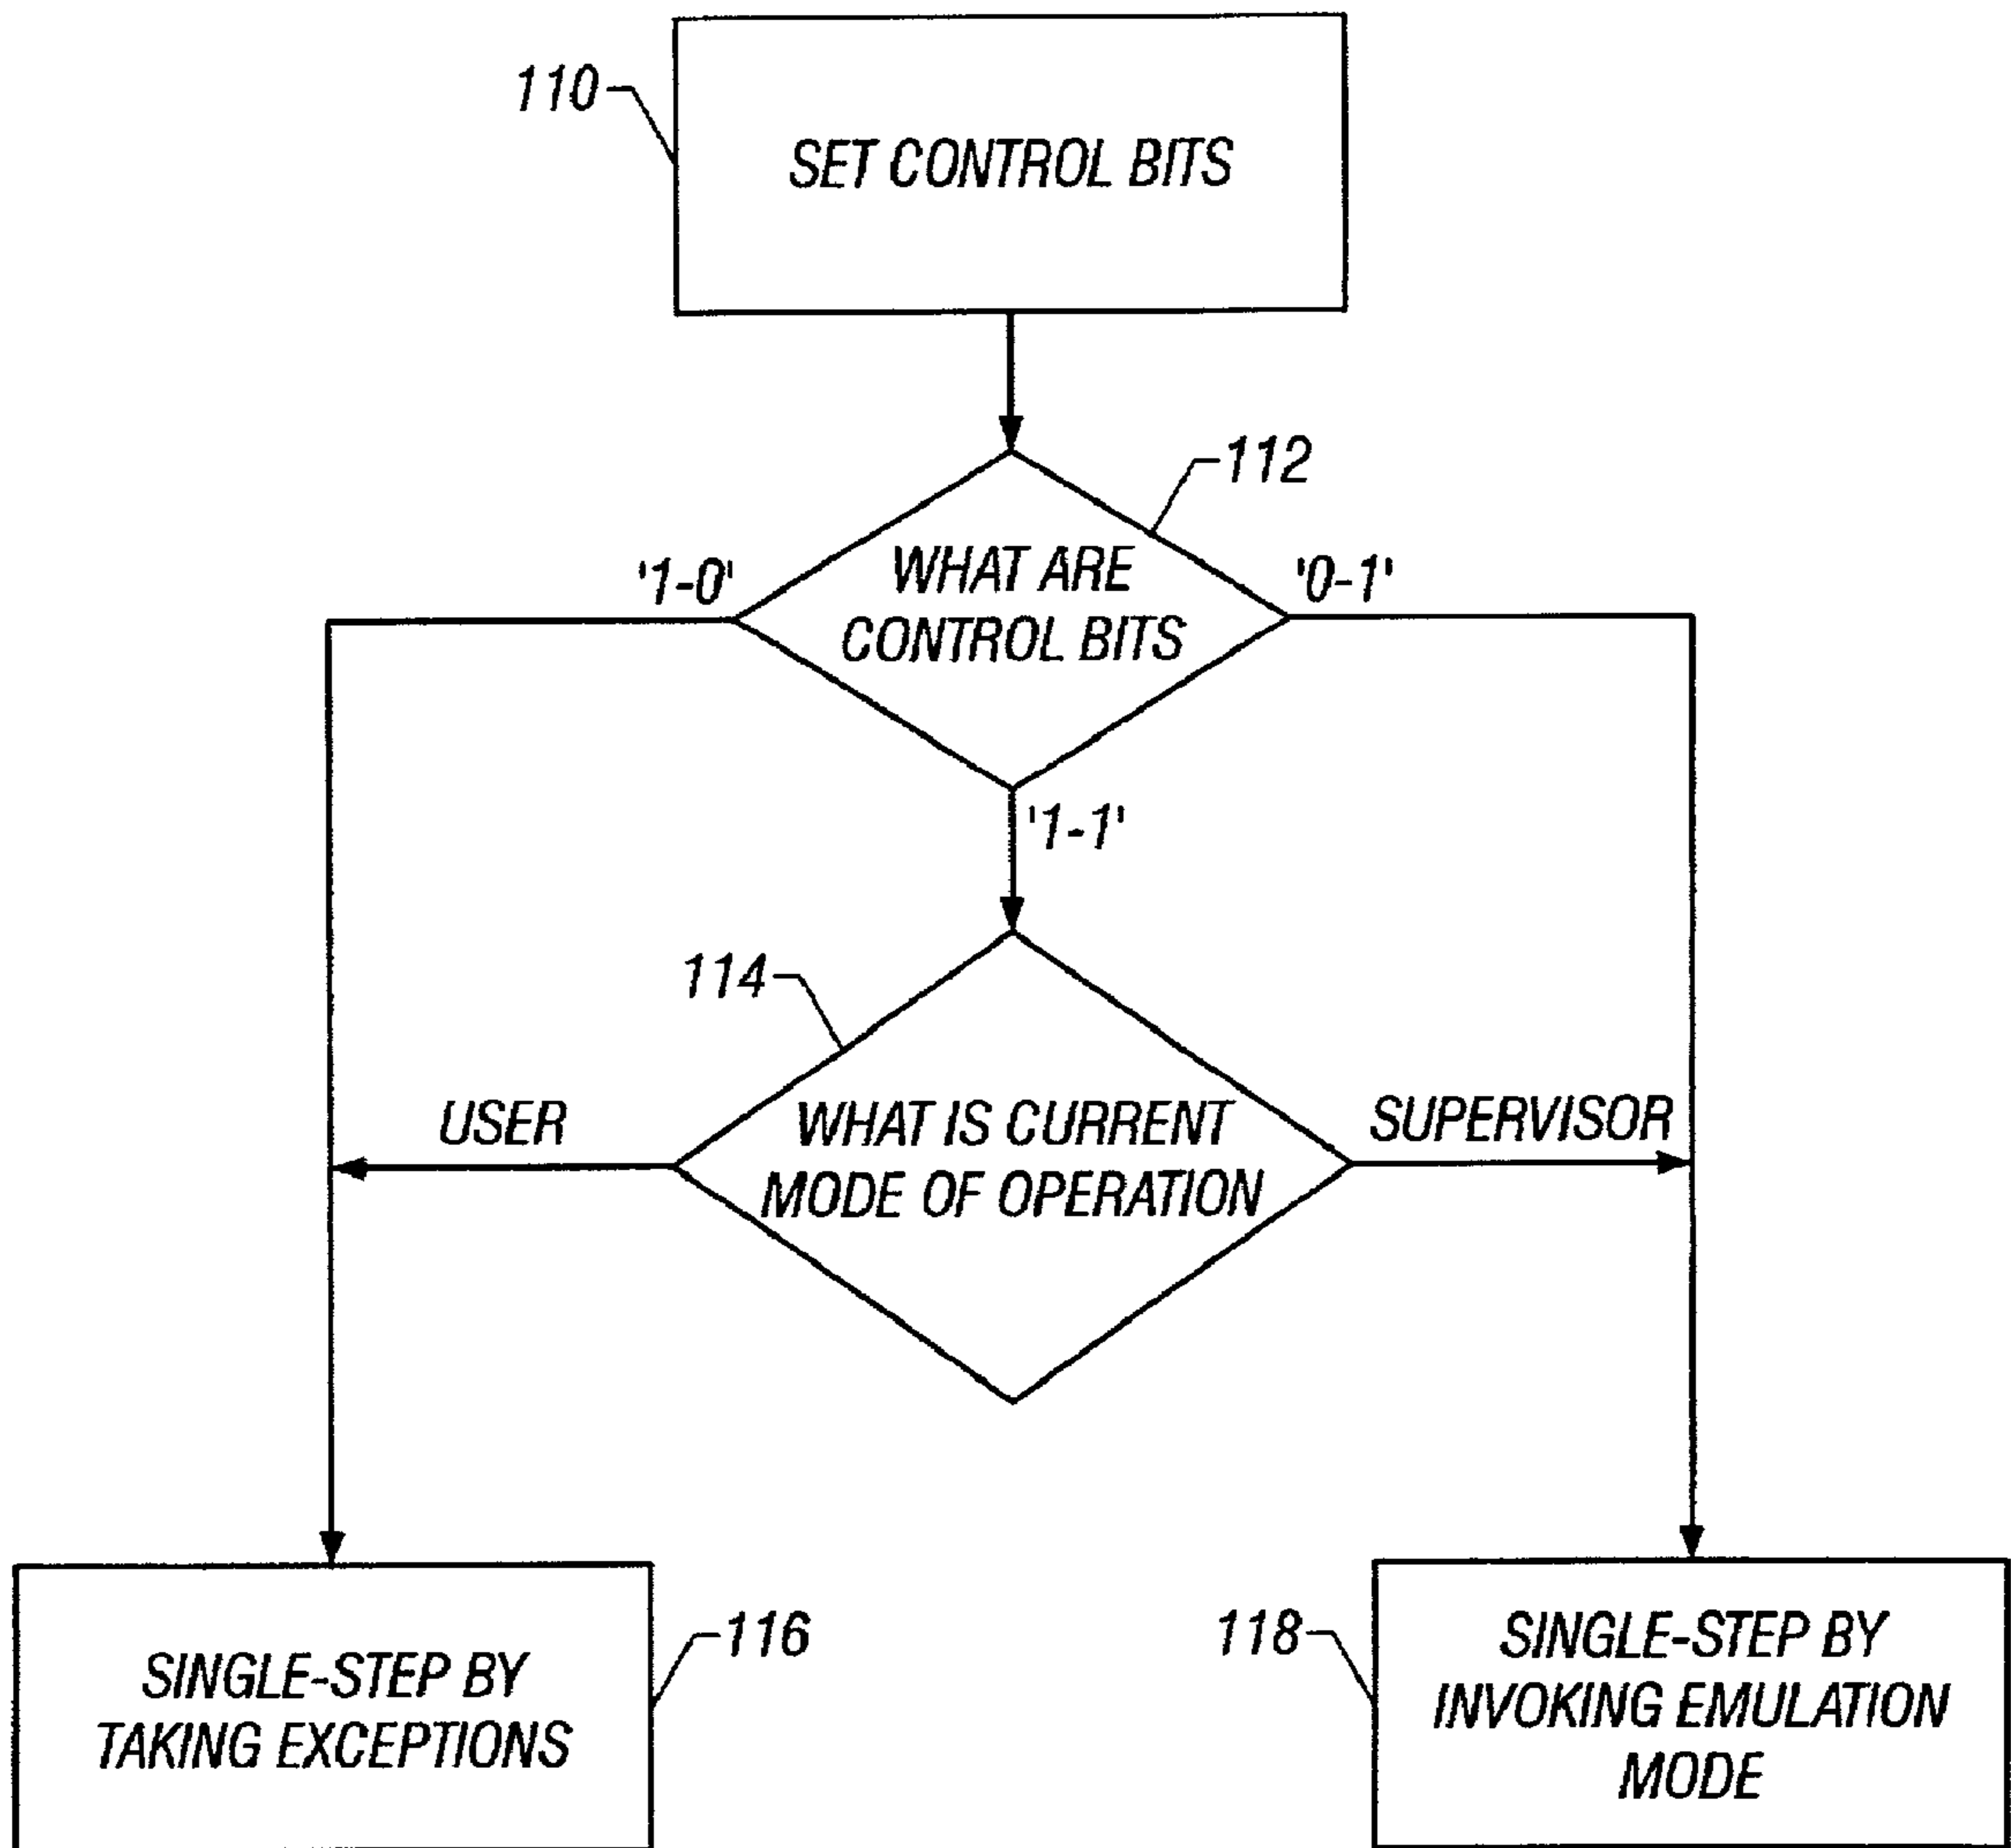 110
SET CONTROL BITS
112
'1-0'
WHAT ARE
CONTROL BITS
'0-1'
'1-1'
114
USER
WHAT IS CURRENT
MODE OF OPERATION
SUPERVISOR
SINGLE-STEP BY
TAKING EXCEPTIONS
116
118
SINGLE-STEP BY
INVOKING EMULATION
MODE